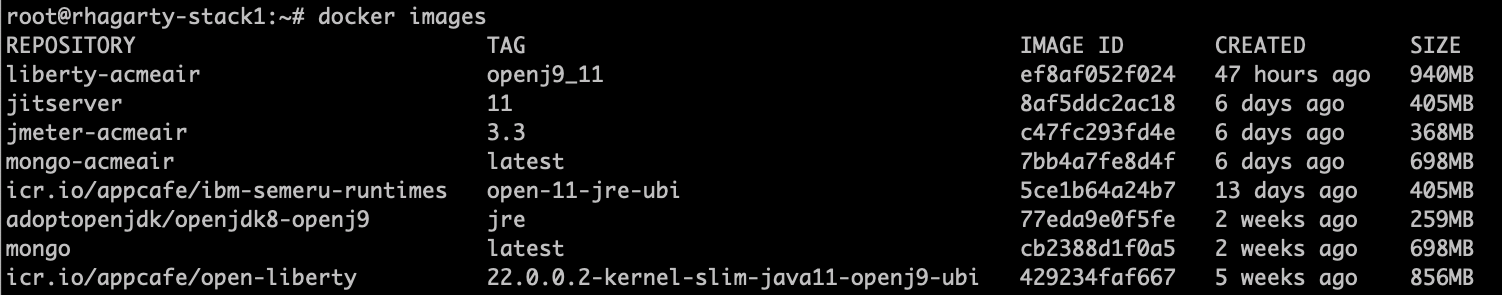 root@rhagarty-stack1:~# docker images
REPOSITORY TAG IMAGE ID CREATED SIZE
liberty-acmeair openj9_11 ef8af052f024 47 hours ago 940MB
jitserver 11 8af5ddc2ac18 6 days ago 405MB
jmeter-acmeair 3.3 c47fc293fd4e 6 days ago 368MB
mongo-acmeair latest 7bb4a7fe8d4f 6 days ago 698MB
icr.io/appcafe/ibm-semeru-runtimes open-11-jre-ubi 5ce1b64a24b7 13 days ago 405MB
adoptopenjdk/openjdk8-openj9 jre 77eda9e0f5fe 2 weeks ago 259MB
mongo latest cb2388d1f0a5 2 weeks ago 698MB
icr.io/appcafe/open-liberty 22.0.0.2-kernel-slim-java11-openj9-ubi 429234faf667 5 weeks ago 856MB